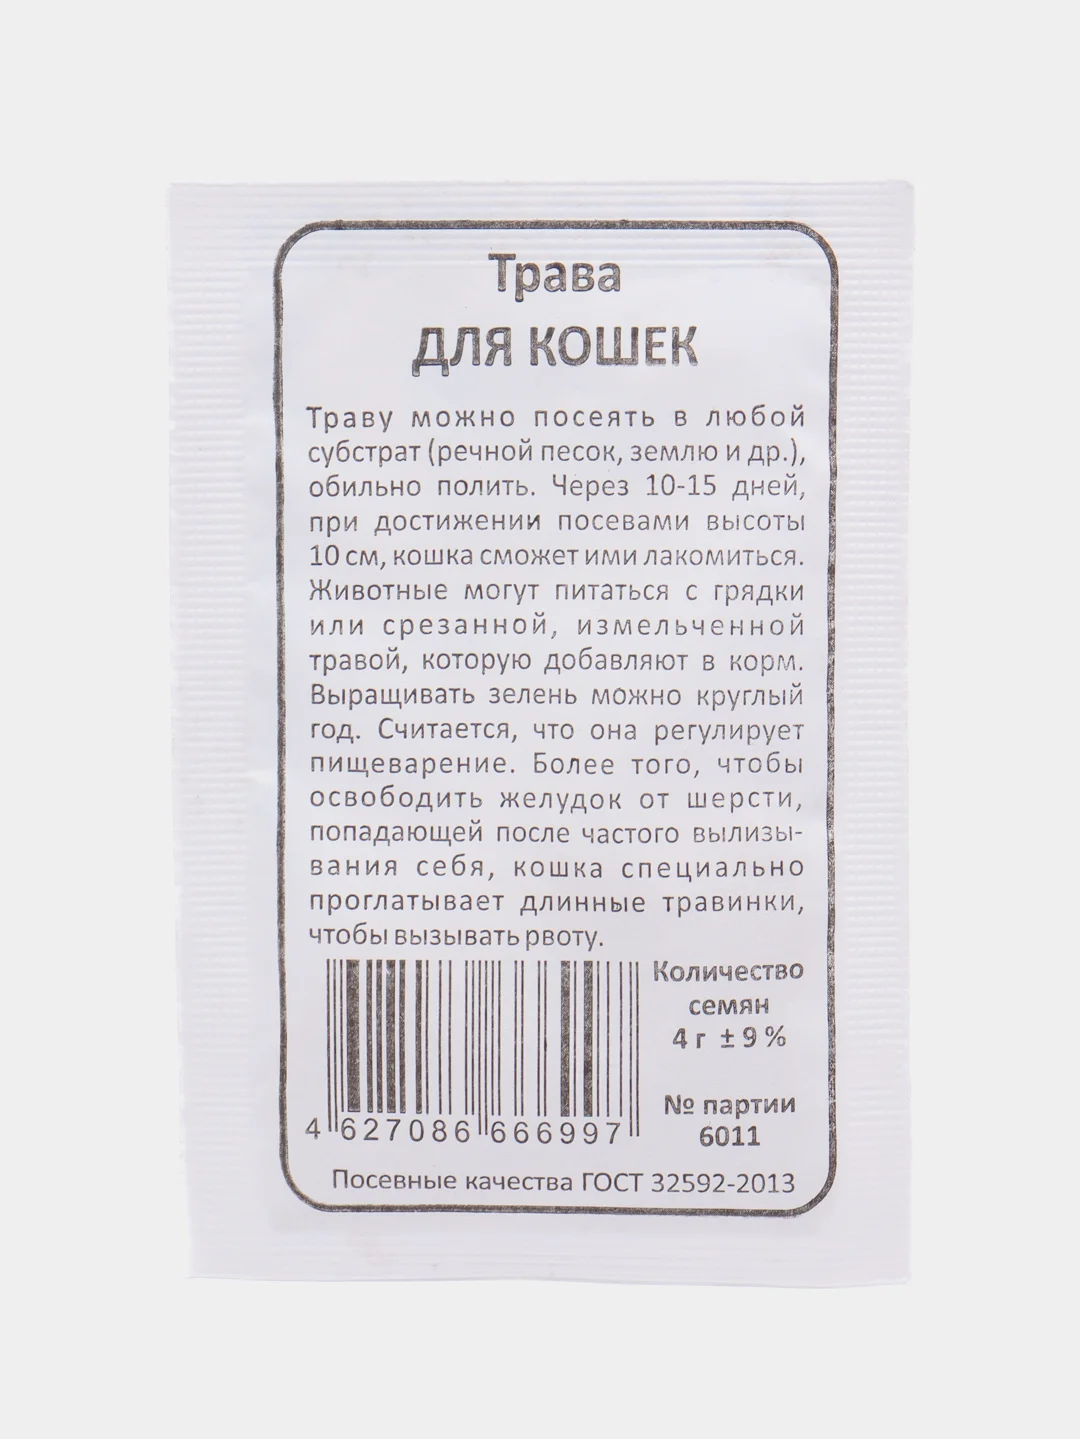 Трава
ДЛЯ КОШЕК
Траву можно посеять в любой
субстрат (речной песок, землю и др.),
обильно полить. Через 10-15 дней,
при достижении посевами высоты
10 см, кошка сможет ими лакомиться.
Животные могут питаться с грядки
или срезанной, измельченной
травой, которую добавляют в корм.
Выращивать зелень можно круглый
год. Считается, что она регулирует
пищеварение. Более того, чтобы
освободить желудок от шерсти,
попадающей после частого вылизы-
вания себя, кошка специально
проглатывает длинные травинки,
чтобы вызывать рвоту.
Количество
семян
4 г ± 9 %
№ партии
6011
4 627086 666997
Посевные качества ГОСТ 32592-2013